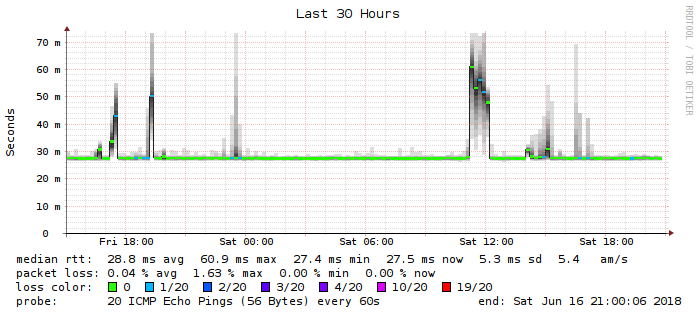 Last 30 Hours
RRDTOOL / TOBI OETIKER
Seconds
70 m
60 m
50 m
40 m
30 m
20 m
10 m
0
Fri 18:00 Sat 00:00 Sat 06:00 Sat 12:00 Sat 18:00
median rtt: 28.8 ms avg 60.9 ms max 27.4 ms min 27.5 ms now 5.3 ms sd 5.4 am/s
packet loss: 0.04 % avg 1.63 % max 0.00 % min 0.00 % now
loss color: 0 1/20 2/20 3/20 4/20 10/20 19/20
probe: 20 ICMP Echo Pings (56 Bytes) every 60s end: Sat Jun 16 21:00:06 2018